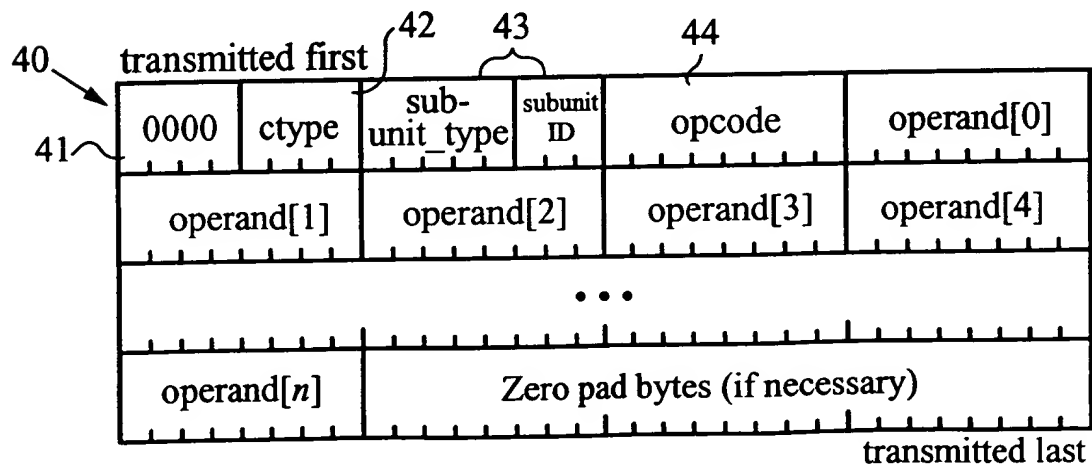 42 43 44
40 transmitted first
0000 ctype sub-unit_type subunit ID opcode operand[0]
41
operand[1] operand[2] operand[3] operand[4]
•••
operand[n] Zero pad bytes (if necessary)
transmitted last